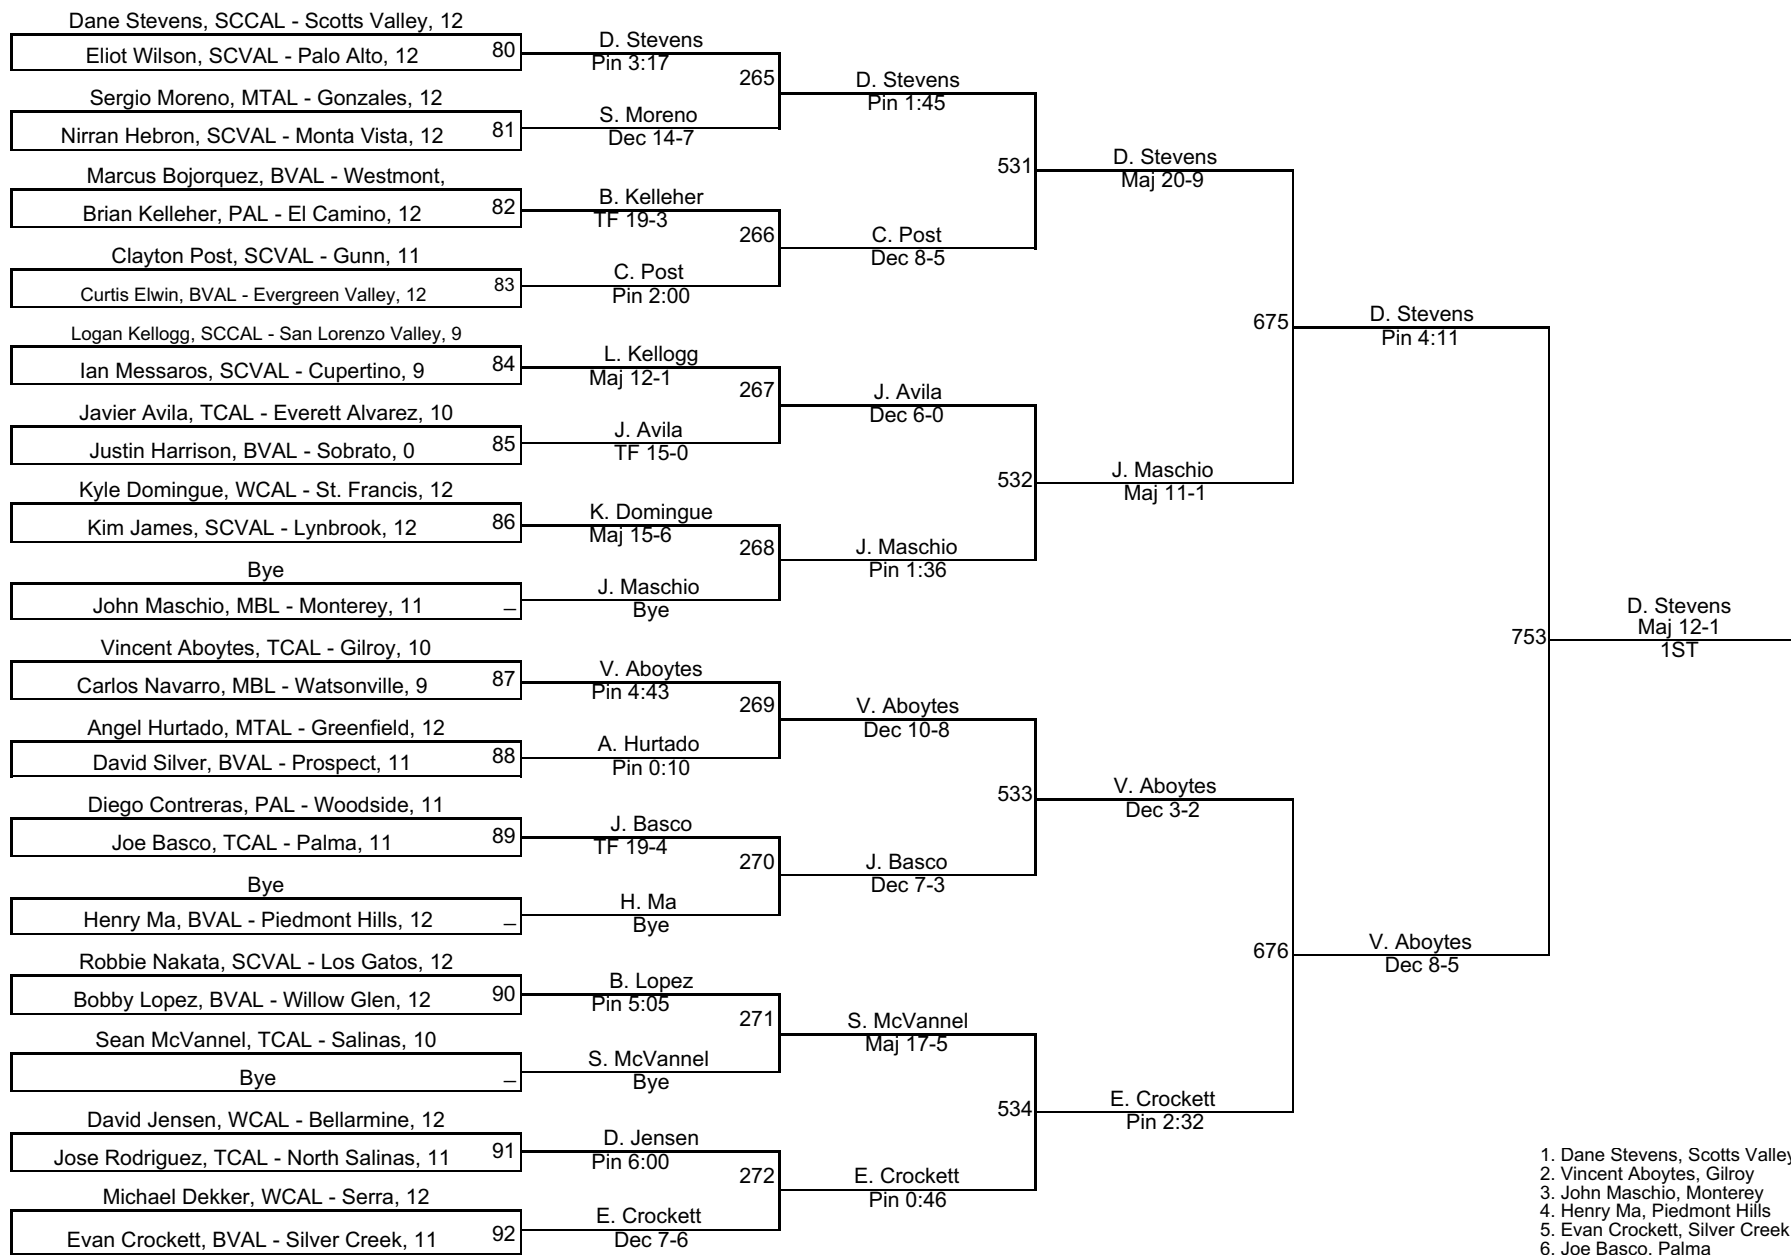 Dane Stevens, SCCAL - Scotts Valley, 12
Eliot Wilson, SCVAL - Palo Alto, 12
80
Sergio Moreno, MTAL - Gonzales, 12
Nirran Hebron, SCVAL - Monta Vista, 12
81
Marcus Bojorquez, BVAL - Westmont,
Brian Kelleher, PAL - El Camino, 12
82
Clayton Post, SCVAL - Gunn, 11
Curtis Elwin, BVAL - Evergreen Valley, 12
83
Logan Kellogg, SCCAL - San Lorenzo Valley, 9
Ian Messaros, SCVAL - Cupertino, 9
84
Javier Avila, TCAL - Everett Alvarez, 10
Justin Harrison, BVAL - Sobrato, 0
85
Kyle Domingue, WCAL - St. Francis, 12
Kim James, SCVAL - Lynbrook, 12
86
Bye
John Maschio, MBL - Monterey, 11
–
Vincent Aboytes, TCAL - Gilroy, 10
Carlos Navarro, MBL - Watsonville, 9
87
Angel Hurtado, MTAL - Greenfield, 12
David Silver, BVAL - Prospect, 11
88
Diego Contreras, PAL - Woodside, 11
Joe Basco, TCAL - Palma, 11
89
Bye
Henry Ma, BVAL - Piedmont Hills, 12
–
Robbie Nakata, SCVAL - Los Gatos, 12
Bobby Lopez, BVAL - Willow Glen, 12
90
Sean McVannel, TCAL - Salinas, 10
Bye
–
David Jensen, WCAL - Bellarmine, 12
Jose Rodriguez, TCAL - North Salinas, 11
91
Michael Dekker, WCAL - Serra, 12
Evan Crockett, BVAL - Silver Creek, 11
92
D. Stevens
Pin 3:17
265
S. Moreno
Dec 14-7
B. Kelleher
TF 19-3
266
C. Post
Pin 2:00
L. Kellogg
Maj 12-1
267
J. Avila
TF 15-0
K. Domingue
Maj 15-6
268
J. Maschio
Bye
V. Aboytes
Pin 4:43
269
A. Hurtado
Pin 0:10
J. Basco
TF 19-4
270
H. Ma
Bye
B. Lopez
Pin 5:05
271
S. McVannel
Bye
D. Jensen
Pin 6:00
272
E. Crockett
Dec 7-6
D. Stevens
Pin 1:45
531
C. Post
Dec 8-5
J. Avila
Dec 6-0
532
J. Maschio
Pin 1:36
V. Aboytes
Dec 10-8
533
J. Basco
Dec 7-3
S. McVannel
Maj 17-5
534
E. Crockett
Pin 0:46
D. Stevens
Maj 20-9
675
J. Maschio
Maj 11-1
V. Aboytes
Dec 3-2
676
E. Crockett
Pin 2:32
D. Stevens
Pin 4:11
753
V. Aboytes
Dec 8-5
D. Stevens
Maj 12-1
1ST
1. Dane Stevens, Scotts Valley
2. Vincent Aboytes, Gilroy
3. John Maschio, Monterey
4. Henry Ma, Piedmont Hills
5. Evan Crockett, Silver Creek
6. Joe Basco, Palma